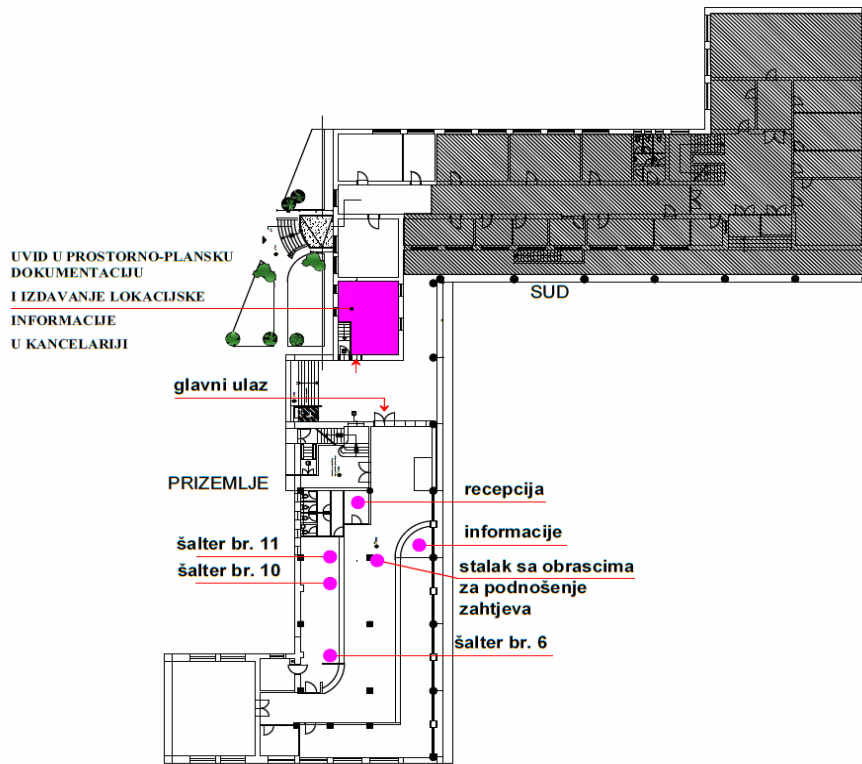 UVID U PROSTORNO-PLANSKU
DOKUMENTACIJU
I IZDAVANJE LOKACIJSKE
INFORMACIJE
U KANCELARIJI
SUD
glavni ulaz
PRIZEMLJE
recepcija
informacije
šalter br. 11
šalter br. 10
stalak sa obrascima
za podnošenje
zahtjeva
šalter br. 6